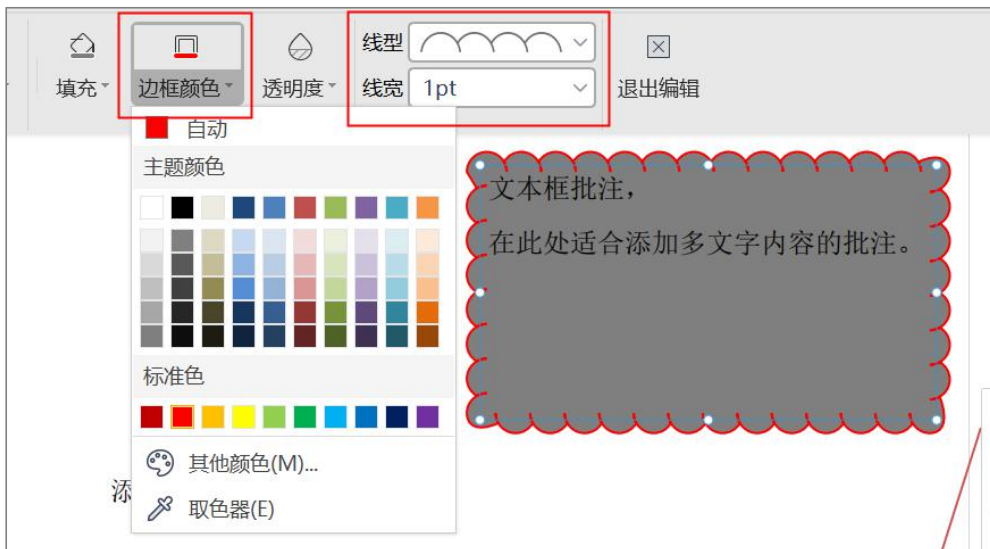 填充
边框颜色
透明度
线型
线宽 1pt
退出编辑
自动
主题颜色
标准色
其他颜色(M)...
取色器(E)
文本框批注，
在此处适合添加多文字内容的批注。
添